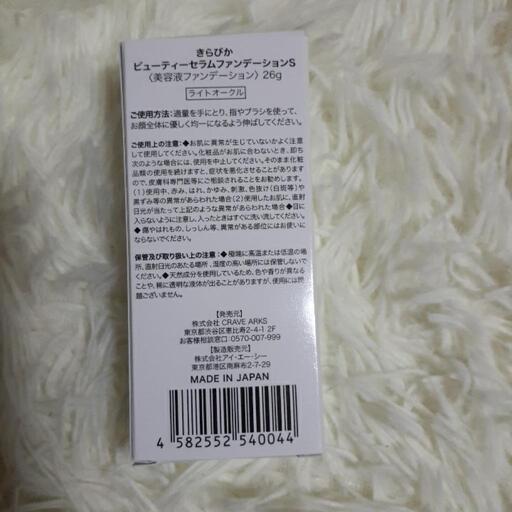 きらぴか
ビューティーセラムファンデーションS
〈美容液ファンデーション〉26g
ライトオークル
ご使用方法:適量を手にとり、指やブラシを使って、
お顔全体に優しく均一になるよう伸ばしてください。
ご使用上の注意:◆お肌に異常が生じていないかよく注意
して使用してください。化粧品がお肌に合わないとき、即ち
次のような場合には、使用を中止してください。そのまま化粧
品類の使用を続けますと、症状を悪化させることがあります
ので、皮膚科専門医等にご相談されることをお勧めします。
(1)使用中、赤み、はれ、かゆみ、刺激、色抜け(白斑等)や
黒ずみ等の異常があらわれた場合(2)使用したお肌に、直射
日光が当たって上記のような異常があらわれた場合◆目に
入らないように注意し、入ったときはすぐに洗い流してください。
◆傷やはれもの、しっしん等、異常がある部位にはお使いに
ならないでください。
保管及び取り扱い上の注意:◆極端に高温または低温の場
所、直射日光のあたる場所、湿度の高い場所には保管しないで
ください。◆天然成分を使用しているため、色や香りが異なる
ことや、稀に透明な液体が出ることがありますが、使用には問
題ございません。
【発売元】
株式会社 CRAVE ARKS
東京都渋谷区恵比寿2-4-1 2F
お客様相談窓口:0570-007-999
【製造販売元】
株式会社アイ・エー・シー
東京都港区南麻布2-7-29
MADE IN JAPAN
4 582552 540044